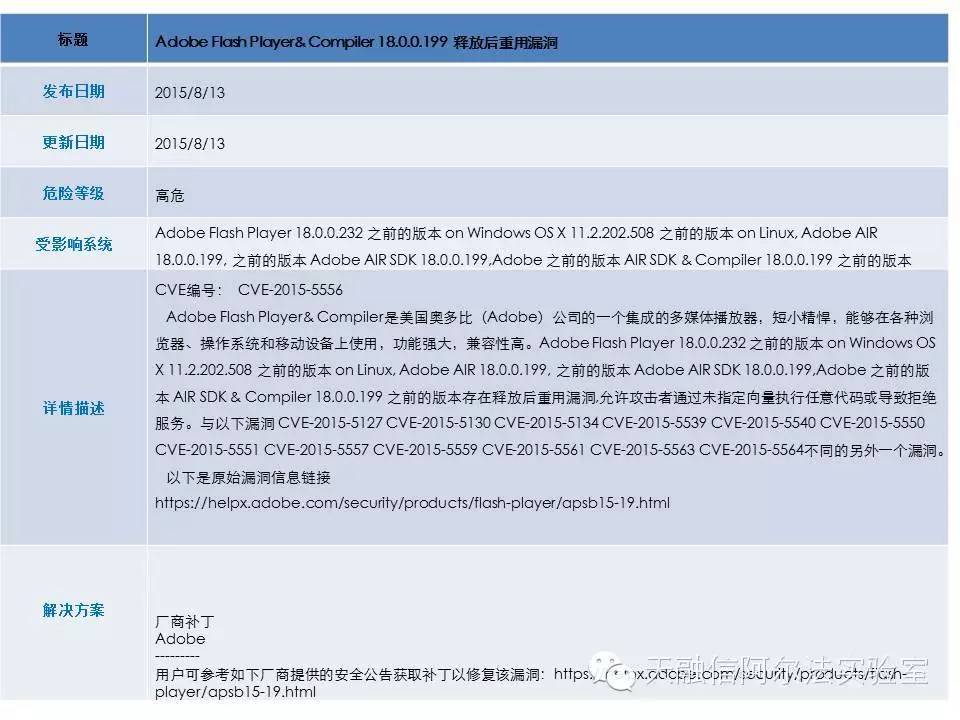 标题
Adobe Flash Player& Compiler 18.0.0.199 释放后重用漏洞
发布日期
2015/8/13
更新日期
2015/8/13
危险等级
高危
受影响系统
Adobe Flash Player 18.0.0.232 之前的版本 on Windows OS X 11.2.202.508 之前的版本 on Linux, Adobe AIR
18.0.0.199, 之前的版本 Adobe AIR SDK 18.0.0.199,Adobe 之前的版本 AIR SDK & Compiler 18.0.0.199 之前的版本
详情描述
CVE编号： CVE-2015-5556
Adobe Flash Player& Compiler是美国奥多比（Adobe）公司的一个集成的多媒体播放器，短小精悍，能够在各种浏
览器、操作系统和移动设备上使用，功能强大，兼容性高。Adobe Flash Player 18.0.0.232 之前的版本 on Windows OS
X 11.2.202.508 之前的版本 on Linux, Adobe AIR 18.0.0.199, 之前的版本 Adobe AIR SDK 18.0.0.199,Adobe 之前的版
本 AIR SDK & Compiler 18.0.0.199 之前的版本存在释放后重用漏洞,允许攻击者通过未指定向量执行任意代码或导致拒绝
服务。与以下漏洞 CVE-2015-5127 CVE-2015-5130 CVE-2015-5134 CVE-2015-5539 CVE-2015-5540 CVE-2015-5550
CVE-2015-5551 CVE-2015-5557 CVE-2015-5559 CVE-2015-5561 CVE-2015-5563 CVE-2015-5564不同的另外一个漏洞。
以下是原始漏洞信息链接
https://helpx.adobe.com/security/products/flash-player/apsb15-19.html
解决方案
厂商补丁
Adobe
---------
用户可参考如下厂商提供的安全公告获取补丁以修复该漏洞：https://helpx.adobe.com/security/products/flash-
player/apsb15-19.html
天融信阿尔法实验室